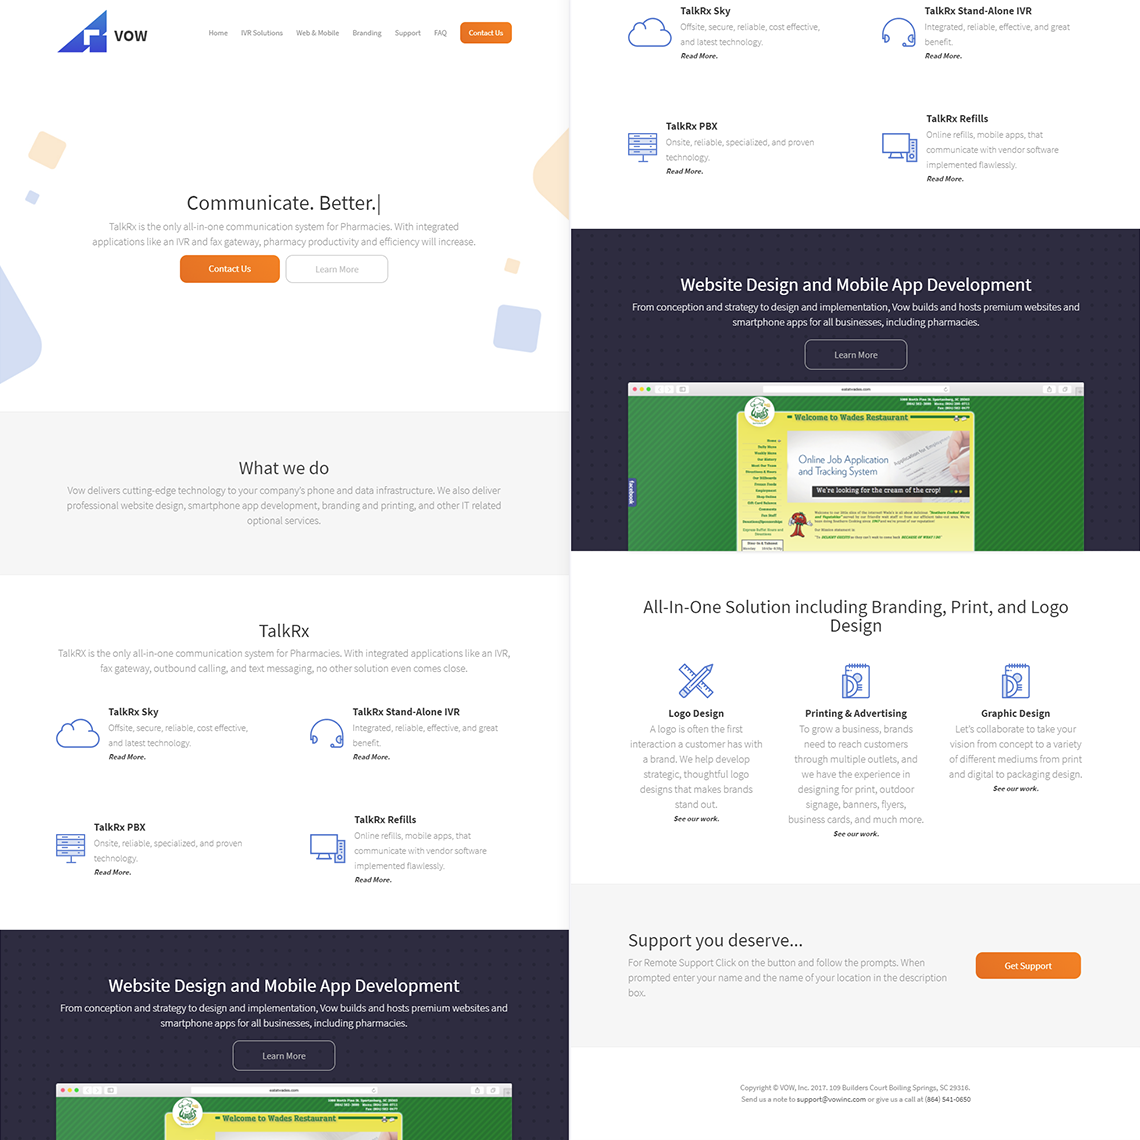 VOW
Home IVR Solutions Web & Mobile Branding Support FAQ Contact Us
Communicate. Better.|
TalkRx is the only all-in-one communication system for Pharmacies. With integrated
applications like an IVR and fax gateway, pharmacy productivity and efficiency will increase.
Contact Us Learn More
What we do
Vow delivers cutting-edge technology to your company's phone and data infrastructure. We also deliver
professional website design, smartphone app development, branding and printing, and other IT related
optional services.
TalkRx
TalkRX is the only all-in-one communication system for Pharmacies. With integrated applications like an IVR,
fax gateway, outbound calling, and text messaging, no other solution even comes close.
TalkRx Sky
Offsite, secure, reliable, cost effective,
and latest technology.
Read More.
TalkRx Stand-Alone IVR
Integrated, reliable, effective, and great
benefit.
Read More.
TalkRx PBX
Onsite, reliable, specialized, and proven
technology.
Read More.
TalkRx Refills
Online refills, mobile apps, that
communicate with vendor software
implemented flawlessly.
Read More.
Website Design and Mobile App Development
From conception and strategy to design and implementation, Vow builds and hosts premium websites and
smartphone apps for all businesses, including pharmacies.
Learn More
Welcome to Wades Restaurant
TalkRx Sky
Offsite, secure, reliable, cost effective,
and latest technology.
Read More.
TalkRx Stand-Alone IVR
Integrated, reliable, effective, and great
benefit.
Read More.
TalkRx PBX
Onsite, reliable, specialized, and proven
technology.
Read More.
TalkRx Refills
Online refills, mobile apps, that
communicate with vendor software
implemented flawlessly.
Read More.
Website Design and Mobile App Development
From conception and strategy to design and implementation, Vow builds and hosts premium websites and
smartphone apps for all businesses, including pharmacies.
Learn More
Wades
Welcome to Wades Restaurant
facebook
Online Job Application
and Tracking System
Application for Employment
We're looking for the cream of the crop!
All-In-One Solution including Branding, Print, and Logo
Design
Logo Design
A logo is often the first
interaction a customer has with
a brand. We help develop
strategic, thoughtful logo
designs that makes brands
stand out.
See our work.
Printing & Advertising
To grow a business, brands
need to reach customers
through multiple outlets, and
we have the experience in
designing for print, outdoor
signage, banners, flyers,
business cards, and much more.
See our work.
Graphic Design
Let's collaborate to take your
vision from concept to a variety
of different mediums from print
and digital to packaging design.
See our work.
Support you deserve...
For Remote Support Click on the button and follow the prompts. When
prompted enter your name and the name of your location in the description
box.
Get Support
Copyright © VOW, Inc. 2017. 109 Builders Court Boiling Springs, SC 29316.
Send us a note to support@vowinc.com or give us a call at (864) 541-0650